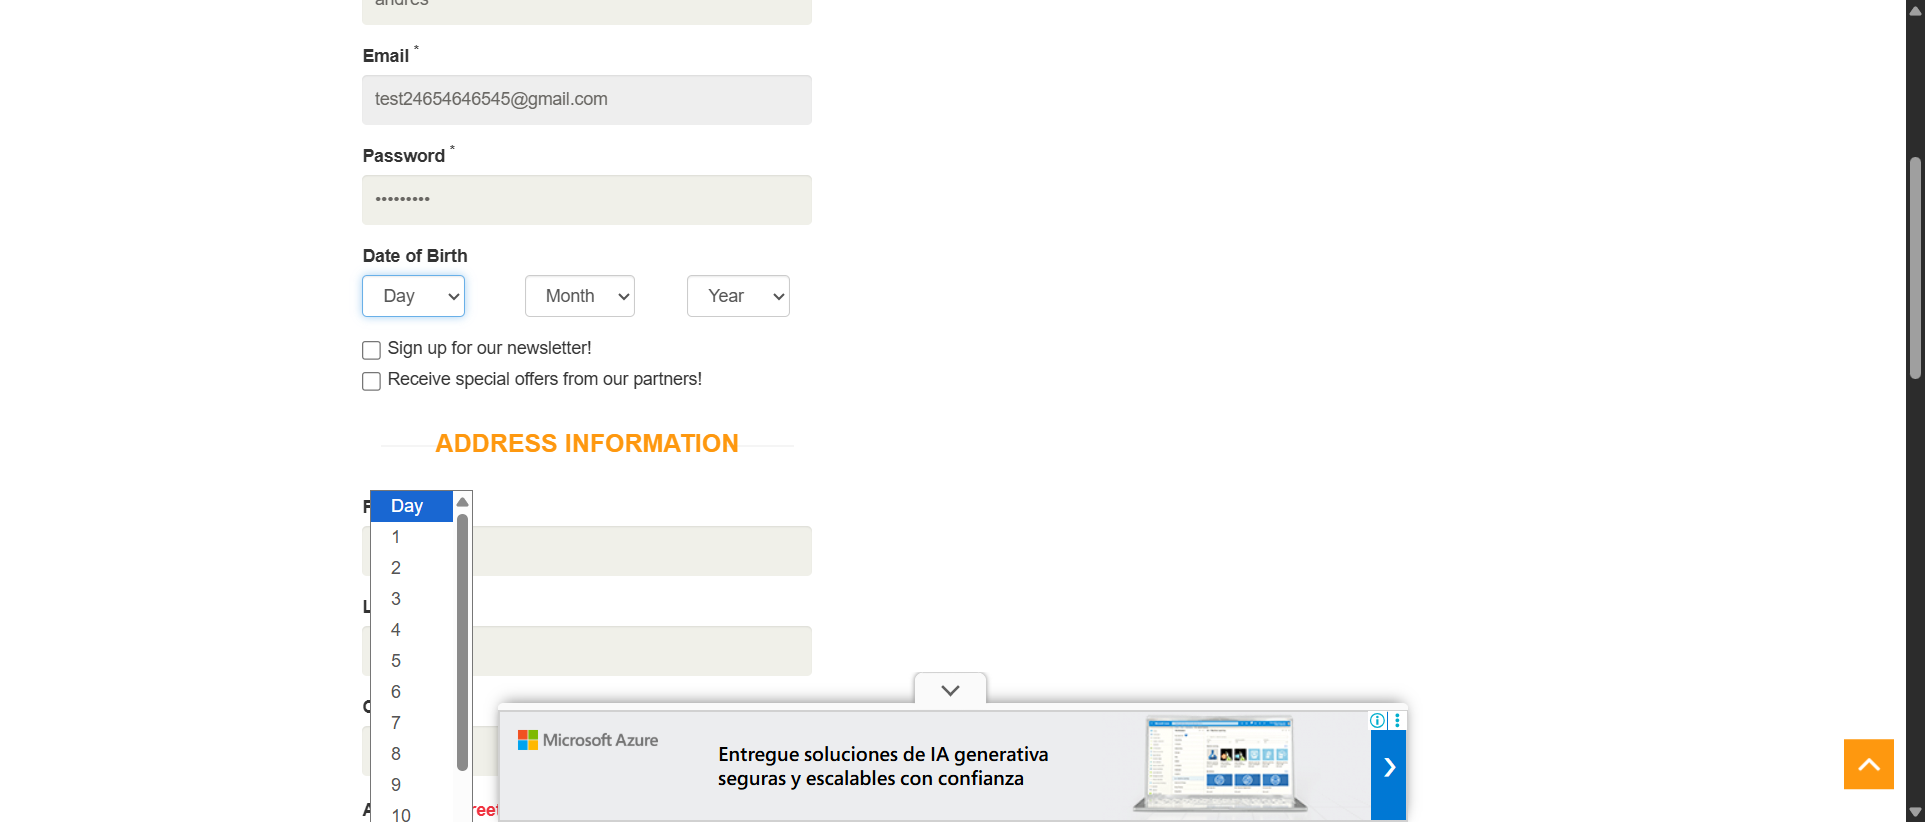 andres
Email *
test24654646545@gmail.com
Password *
•••••••••
Date of Birth
Day
Month
Year
Sign up for our newsletter!
Receive special offers from our partners!
ADDRESS INFORMATION
Day
1
2
3
4
5
6
7
8
9
10
Microsoft Azure
Entregue soluciones de IA generativa
seguras y escalables con confianza